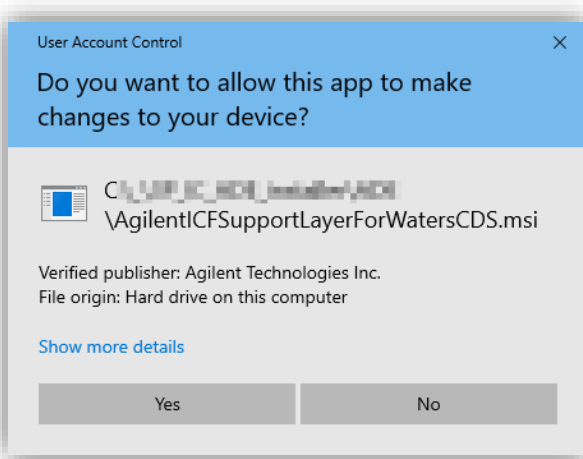 User Account Control
Do you want to allow this app to make
changes to your device?
C
\AgilentICFSupportLayerForWatersCDS.msi
Verified publisher: Agilent Technologies Inc.
File origin: Hard drive on this computer
Show more details
Yes
No